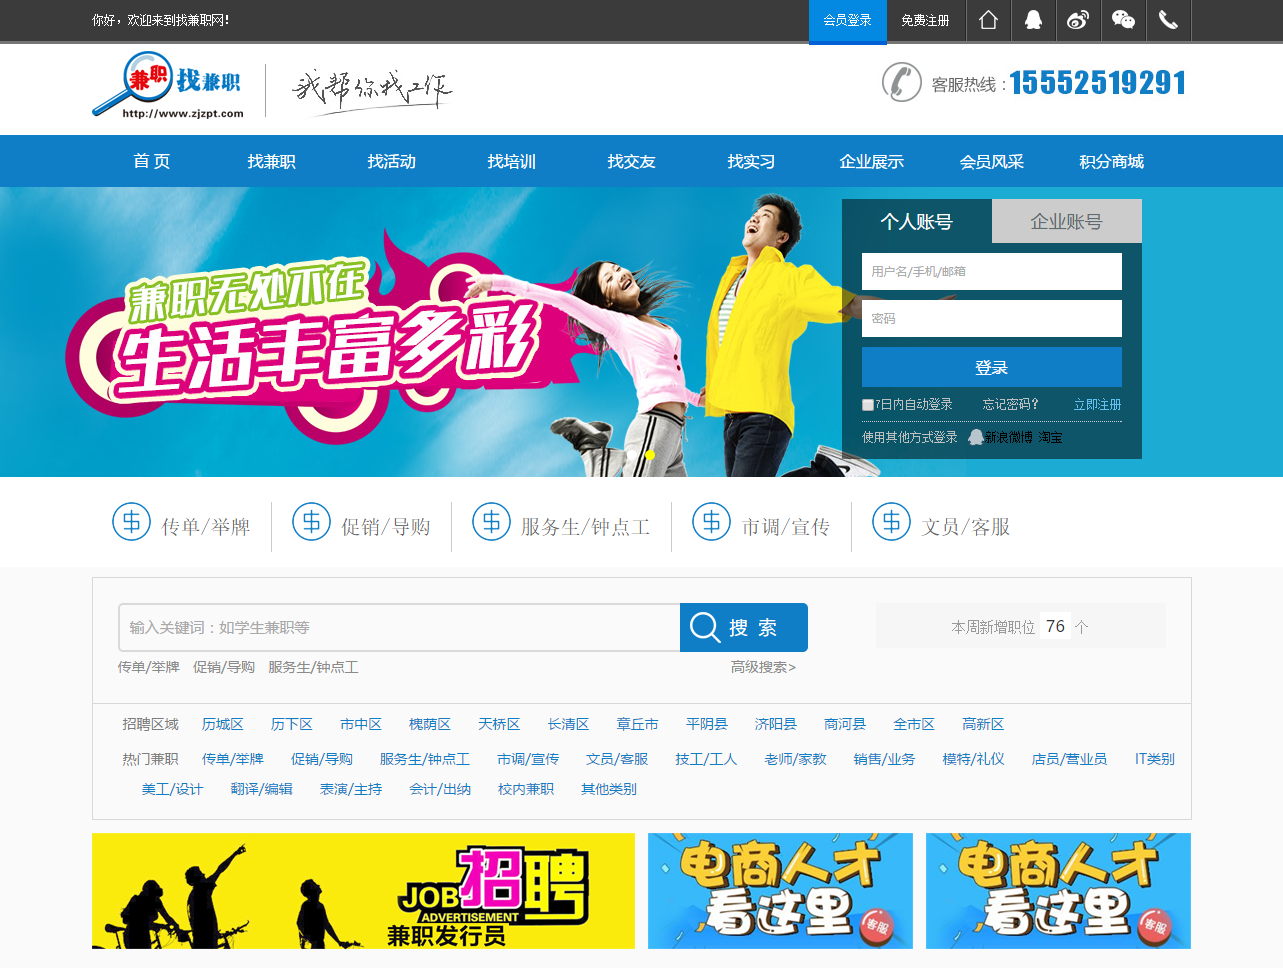 你好，欢迎来到找兼职网！
会员登录 免费注册
兼职 找兼职
http://www.zjzpt.com
我帮你找工作
客服热线：15552519291
首 页 找兼职 找活动 找培训 找交友 找实习 企业展示 会员风采 积分商城
兼职无处不在
生活丰富多彩
个人账号 企业账号
用户名/手机/邮箱
密码
登录
7日内自动登录 忘记密码？ 立即注册
使用其他方式登录 新浪微博 淘宝
传单/举牌 促销/导购 服务生/钟点工 市调/宣传 文员/客服
输入关键词：如学生兼职等 搜 索
本周新增职位 76 个
传单/举牌 促销/导购 服务生/钟点工 高级搜索>
招聘区域 历城区 历下区 市中区 槐荫区 天桥区 长清区 章丘市 平阴县 济阳县 商河县 全市区 高新区
热门兼职 传单/举牌 促销/导购 服务生/钟点工 市调/宣传 文员/客服 技工/工人 老师/家教 销售/业务 模特/礼仪 店员/营业员 IT类别
美工/设计 翻译/编辑 表演/主持 会计/出纳 校内兼职 其他类别
JOB 招聘
ADVERTISEMENT
兼职发行员
电商人才
看这里
客服
电商人才
看这里
客服